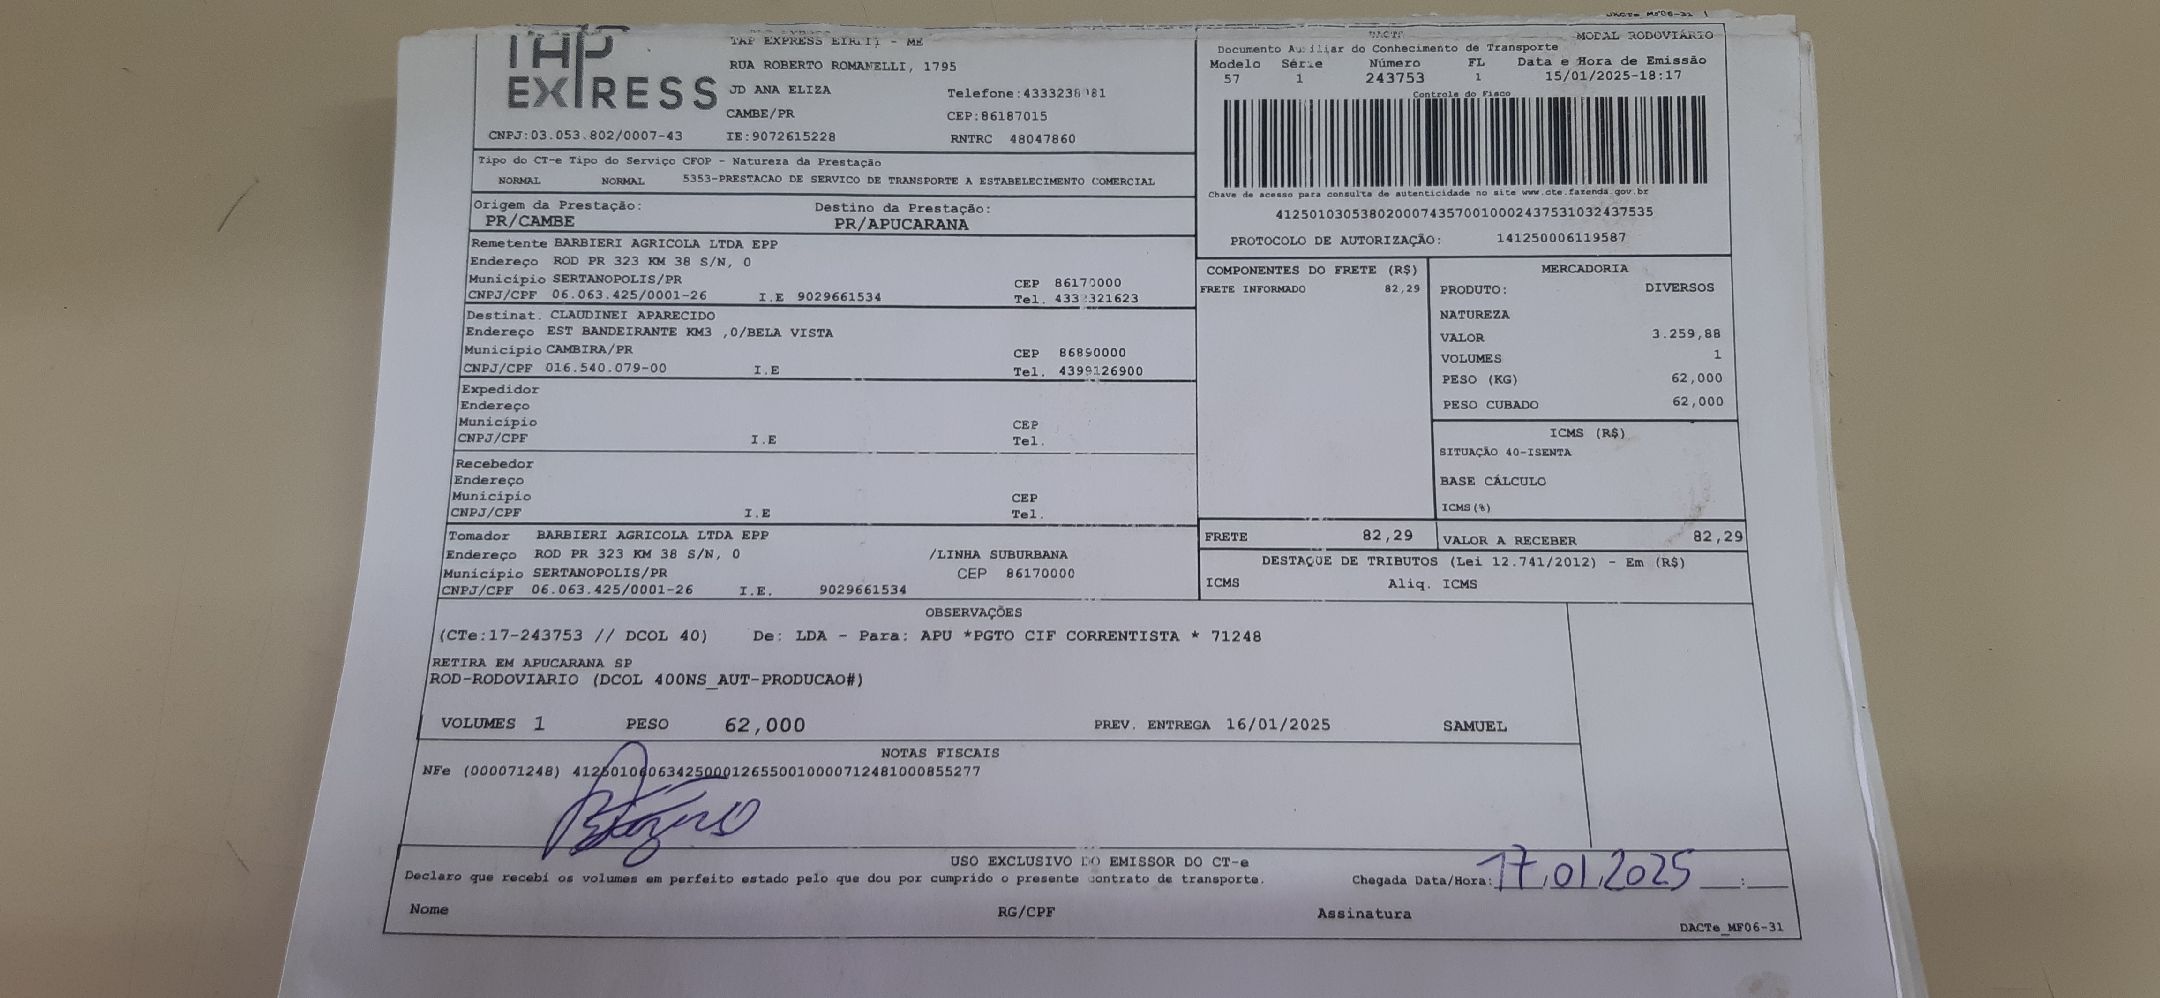 DACTe_MF06-31
TAP
EXPRESS
TAP EXPRESS EIRELI - ME
RUA ROBERTO ROMANELLI, 1795
JD ANA ELIZA
Telefone:4333238181
CAMBE/PR
CEP:86187015
CNPJ:03.053.802/0007-43
IE:9072615228
RNTRC 48047860
DACTE
MODAL RODOVIÁRIO
Documento Auxiliar do Conhecimento de Transporte
Modelo Série Número FL Data e Hora de Emissão
57 1 243753 1 15/01/2025-18:17
Controle do Fisco
Chave de acesso para consulta de autenticidade no site www.cte.fazenda.gov.br
41250103053802000743570010002437531032437535
PROTOCOLO DE AUTORIZAÇÃO: 141250006119587
Tipo do CT-e Tipo do Serviço CFOP - Natureza da Prestação
NORMAL NORMAL 5353-PRESTACAO DE SERVICO DE TRANSPORTE A ESTABELECIMENTO COMERCIAL
Origem da Prestação: Destino da Prestação:
PR/CAMBE PR/APUCARANA
Remetente BARBIERI AGRICOLA LTDA EPP
Endereço ROD PR 323 KM 38 S/N, 0
Município SERTANOPOLIS/PR CEP 86170000
CNPJ/CPF 06.063.425/0001-26 I.E 9029661534 Tel. 4332321623
Destinat. CLAUDINEI APARECIDO
Endereço EST BANDEIRANTE KM3 ,0/BELA VISTA
Município CAMBIRA/PR CEP 86890000
CNPJ/CPF 016.540.079-00 I.E Tel. 4399126900
Expedidor
Endereço
Município CEP
CNPJ/CPF I.E Tel.
Recebedor
Endereço
Município CEP
CNPJ/CPF I.E Tel.
Tomador BARBIERI AGRICOLA LTDA EPP
Endereço ROD PR 323 KM 38 S/N, 0 /LINHA SUBURBANA
Município SERTANOPOLIS/PR CEP 86170000
CNPJ/CPF 06.063.425/0001-26 I.E. 9029661534
COMPONENTES DO FRETE (R$)
FRETE INFORMADO 82,29
MERCADORIA
PRODUTO: DIVERSOS
NATUREZA
VALOR 3.259,88
VOLUMES 1
PESO (KG) 62,000
PESO CUBADO 62,000
ICMS (R$)
SITUAÇÃO 40-ISENTA
BASE CÁLCULO
ICMS(%)
FRETE 82,29
VALOR A RECEBER 82,29
DESTAQUE DE TRIBUTOS (Lei 12.741/2012) - Em (R$)
ICMS Aliq. ICMS
OBSERVAÇÕES
(CTe:17-243753 // DCOL 40) De: LDA - Para: APU *PGTO CIF CORRENTISTA * 71248
RETIRA EM APUCARANA SP
ROD-RODOVIARIO (DCOL 400NS_AUT-PRODUCAO#)
VOLUMES 1 PESO 62,000 PREV. ENTREGA 16/01/2025 SAMUEL
NOTAS FISCAIS
NFe (000071248) 41250106063425000126550010000712481000855277
USO EXCLUSIVO DO EMISSOR DO CT-e
Declaro que recebi os volumes em perfeito estado pelo que dou por cumprido o presente contrato de transporte.
Chegada Data/Hora: 17/01/2025 __:__
Nome RG/CPF Assinatura
DACTe_MF06-31